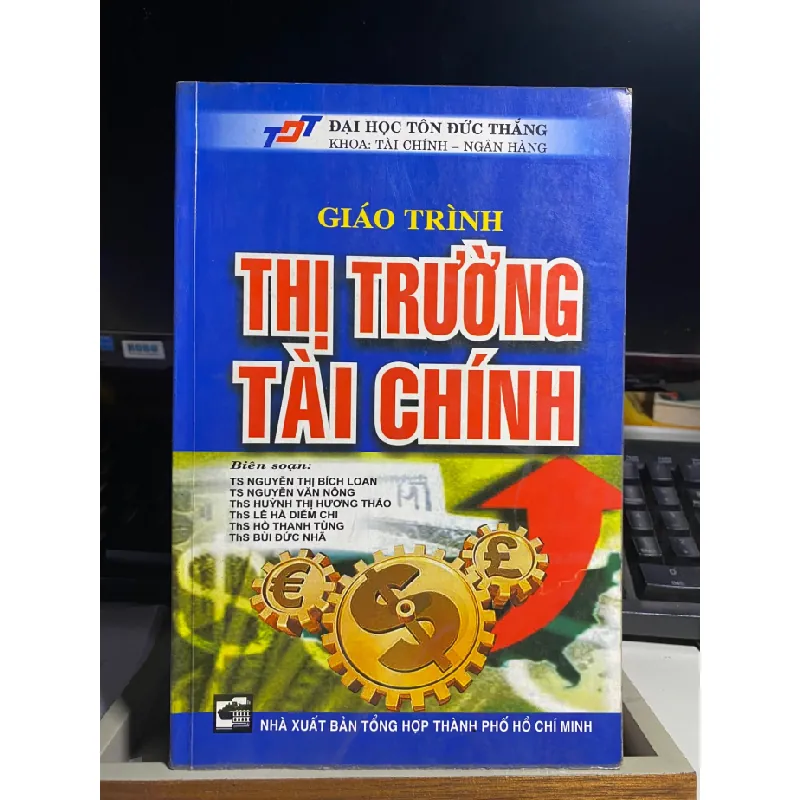 TDT
ĐẠI HỌC TÔN ĐỨC THẮNG
KHOA: TÀI CHÍNH – NGÂN HÀNG
GIÁO TRÌNH
THỊ TRƯỜNG
TÀI CHÍNH
Biên soạn:
TS NGUYỄN THỊ BÍCH LOAN
TS NGUYỄN VĂN NÔNG
ThS HUỲNH THỊ HƯƠNG THẢO
ThS LÊ HÀ DIỄM CHI
ThS HỒ THANH TÙNG
ThS BÙI ĐỨC NHÃ
€
$
£
NHÀ XUẤT BẢN TỔNG HỢP THÀNH PHỐ HỒ CHÍ MINH